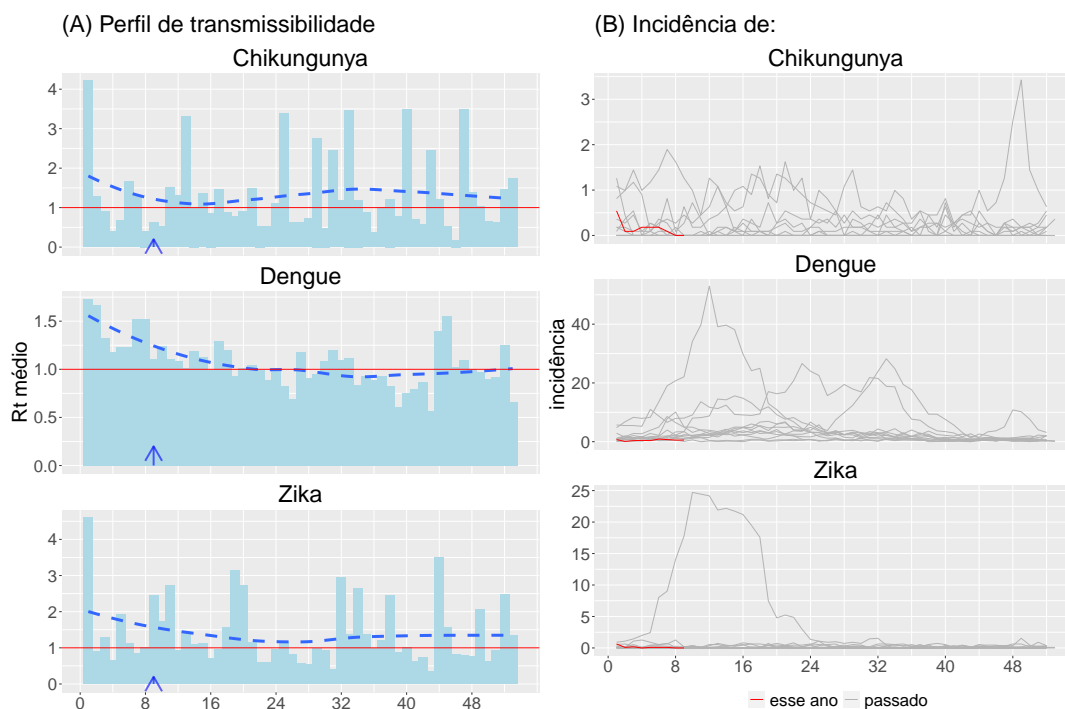 (A) Perfil de transmissibilidade
Chikungunya
4
3
2
1
0
Dengue
1.5
1.0
0.5
0.0
Zika
4
3
2
1
0
0 8 16 24 32 40 48
Rt médio
(B) Incidência de:
Chikungunya
3
2
1
0
Dengue
40
20
0
Zika
25
20
15
10
5
0
0 8 16 24 32 40 48
incidência
esse ano passado